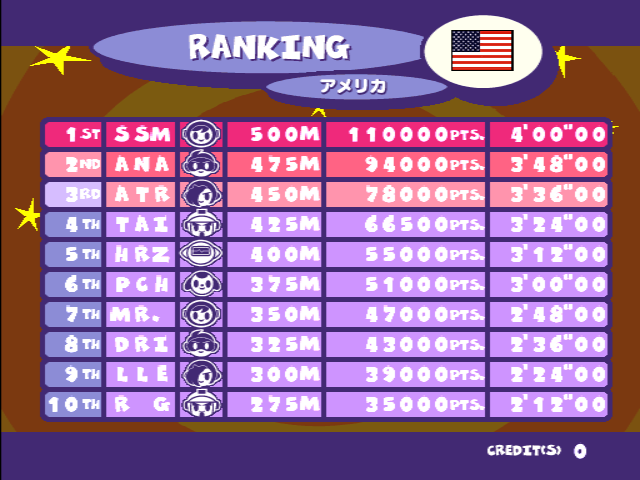 RANKING
アメリカ
1ST SSM 500M 110000PTS. 4'00"00
2ND ANA 475M 94000PTS. 3'48"00
3RD ATR 450M 78000PTS. 3'36"00
4TH TAI 425M 66500PTS. 3'24"00
5TH HRZ 400M 55000PTS. 3'12"00
6TH PCH 375M 51000PTS. 3'00"00
7TH MR. 350M 47000PTS. 2'48"00
8TH DRI 325M 43000PTS. 2'36"00
9TH LLE 300M 39000PTS. 2'24"00
10TH R G 275M 35000PTS. 2'12"00
CREDIT(S) 0